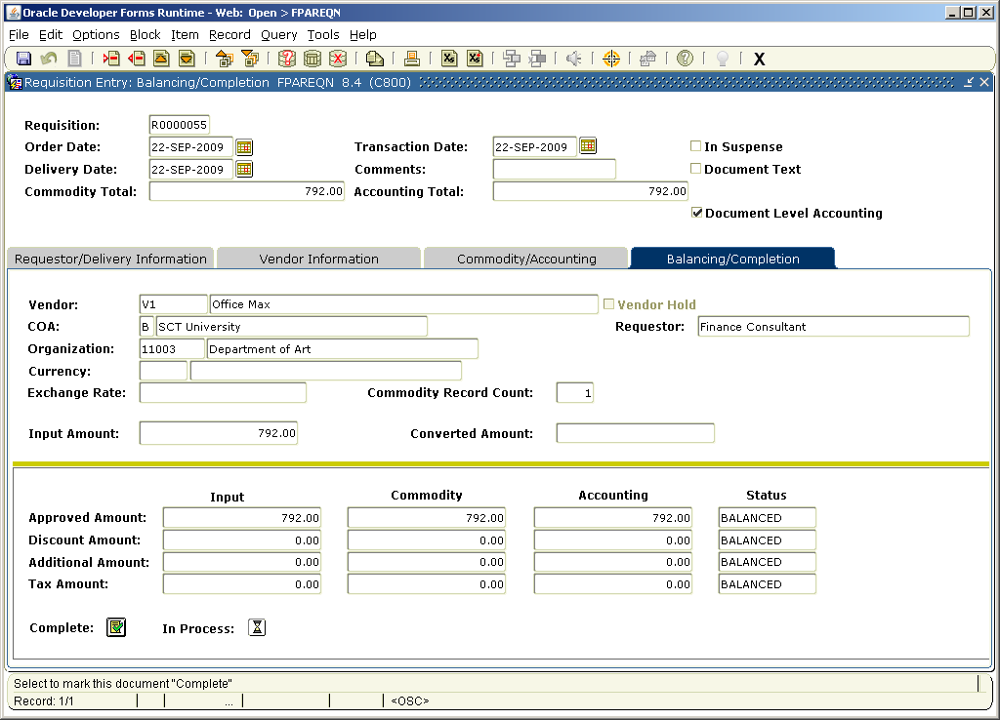 Oracle Developer Forms Runtime - Web: Open > FPAREQN
File Edit Options Block Item Record Query Tools Help
Requisition Entry: Balancing/Completion FPAREQN 8.4 (C800)
Requisition: R0000055
Order Date: 22-SEP-2009 Transaction Date: 22-SEP-2009 In Suspense
Delivery Date: 22-SEP-2009 Comments: Document Text
Commodity Total: 792.00 Accounting Total: 792.00
Document Level Accounting
Requestor/Delivery Information Vendor Information Commodity/Accounting Balancing/Completion
Vendor: V1 Office Max Vendor Hold
COA: B SCT University Requestor: Finance Consultant
Organization: 11003 Department of Art
Currency:
Exchange Rate: Commodity Record Count: 1
Input Amount: 792.00 Converted Amount:
Input Commodity Accounting Status
Approved Amount: 792.00 792.00 792.00 BALANCED
Discount Amount: 0.00 0.00 0.00 BALANCED
Additional Amount: 0.00 0.00 0.00 BALANCED
Tax Amount: 0.00 0.00 0.00 BALANCED
Complete: In Process:
Select to mark this document "Complete"
Record: 1/1 ... <OSC>